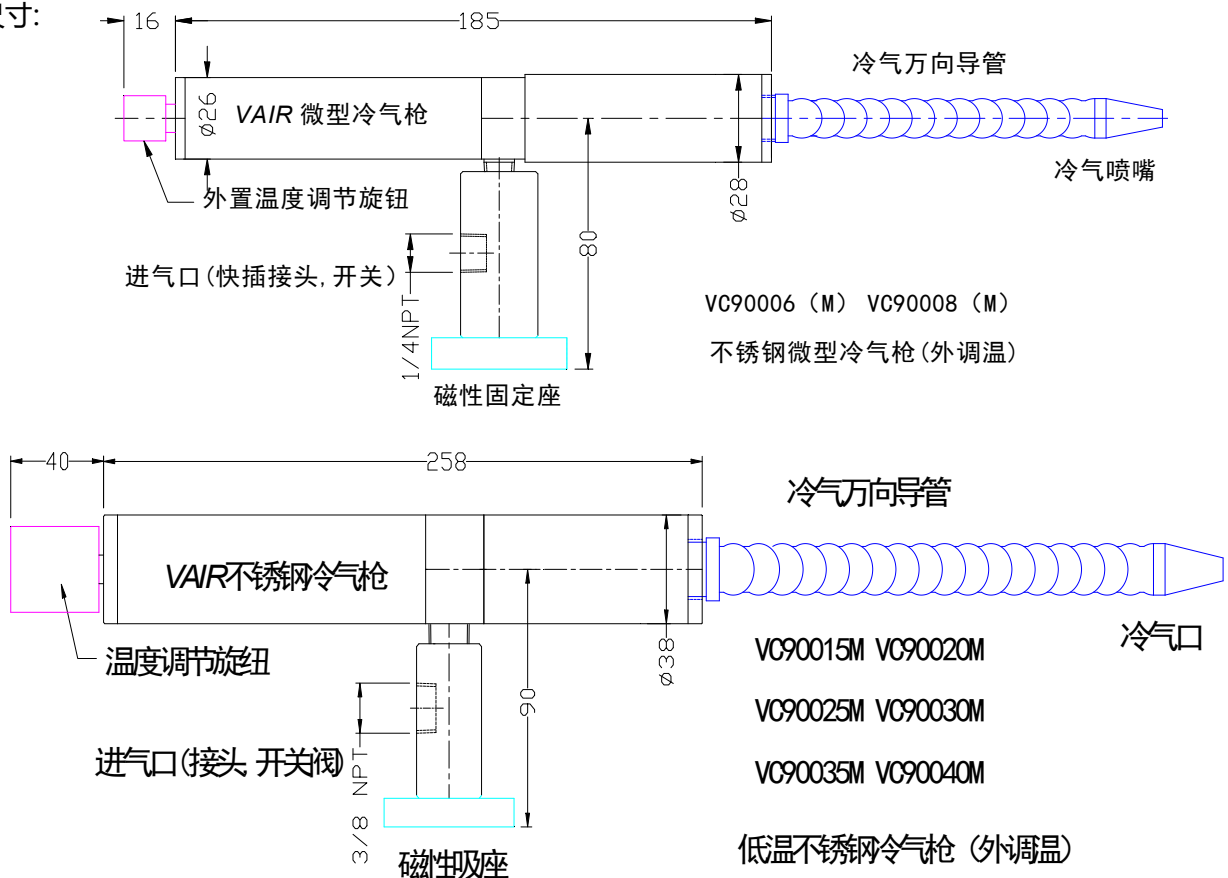 尺寸:
16
185
冷气万向导管
ø26
VAIR 微型冷气枪
冷气喷嘴
外置温度调节旋钮
ø28
80
进气口(快插接头,开关)
1/4NPT
VC90006 (M) VC90008 (M)
不锈钢微型冷气枪(外调温)
磁性固定座
40
258
冷气万向导管
VAIR不锈钢冷气枪
冷气口
温度调节旋纽
ø38
VC90015M VC90020M
90
VC90025M VC90030M
进气口(接头, 开关阀)
3/8 NPT
VC90035M VC90040M
磁性吸座
低温不锈钢冷气枪 (外调温)